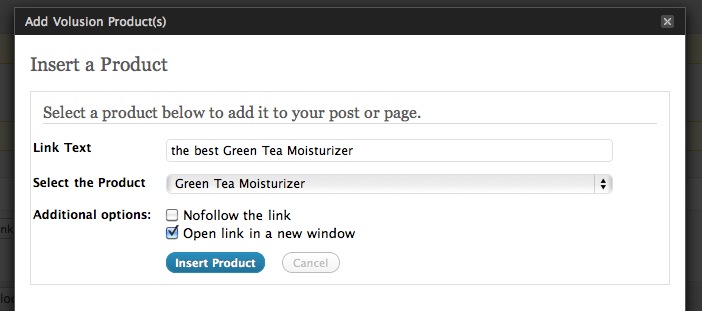 Add Volusion Product(s)
Insert a Product
Select a product below to add it to your post or page.
Link Text the best Green Tea Moisturizer
Select the Product Green Tea Moisturizer
Additional options: Nofollow the link
Open link in a new window
Insert Product Cancel
nk
loc